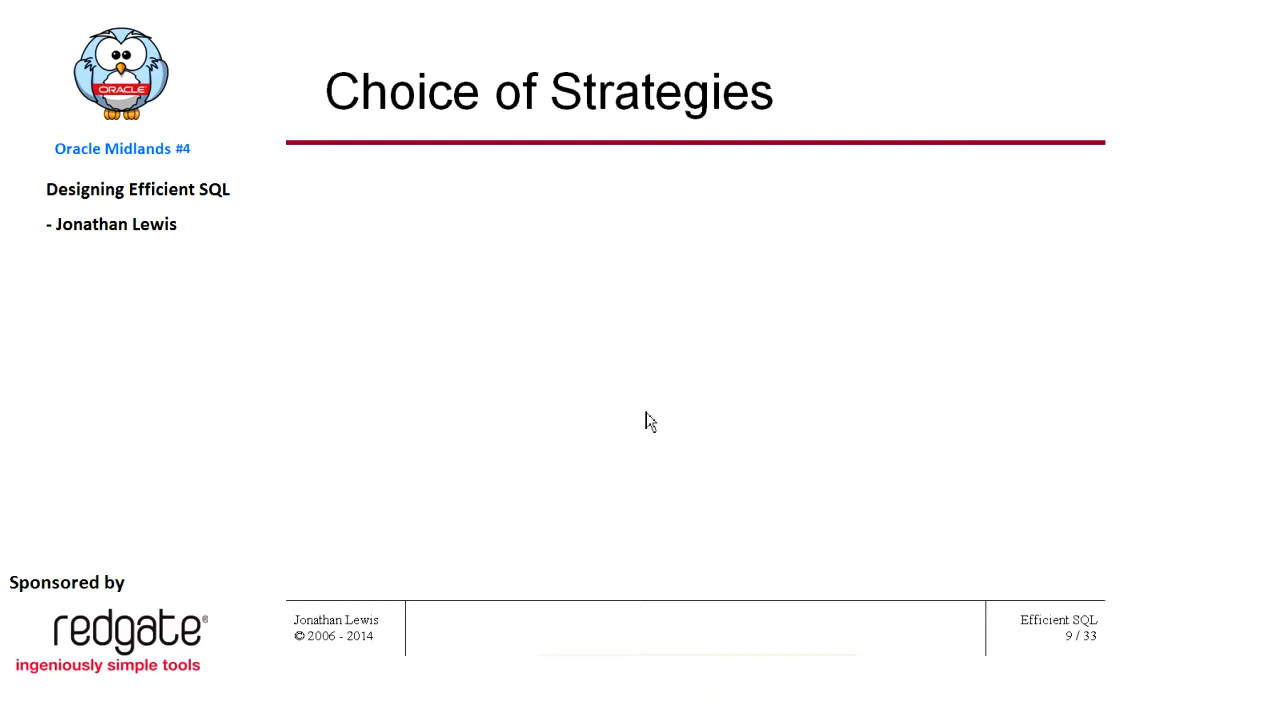 ORACLE
Oracle Midlands #4
Designing Efficient SQL
- Jonathan Lewis
Choice of Strategies
Sponsored by
redgate®
ingeniously simple tools
Jonathan Lewis
© 2006 - 2014
Efficient SQL
9 / 33